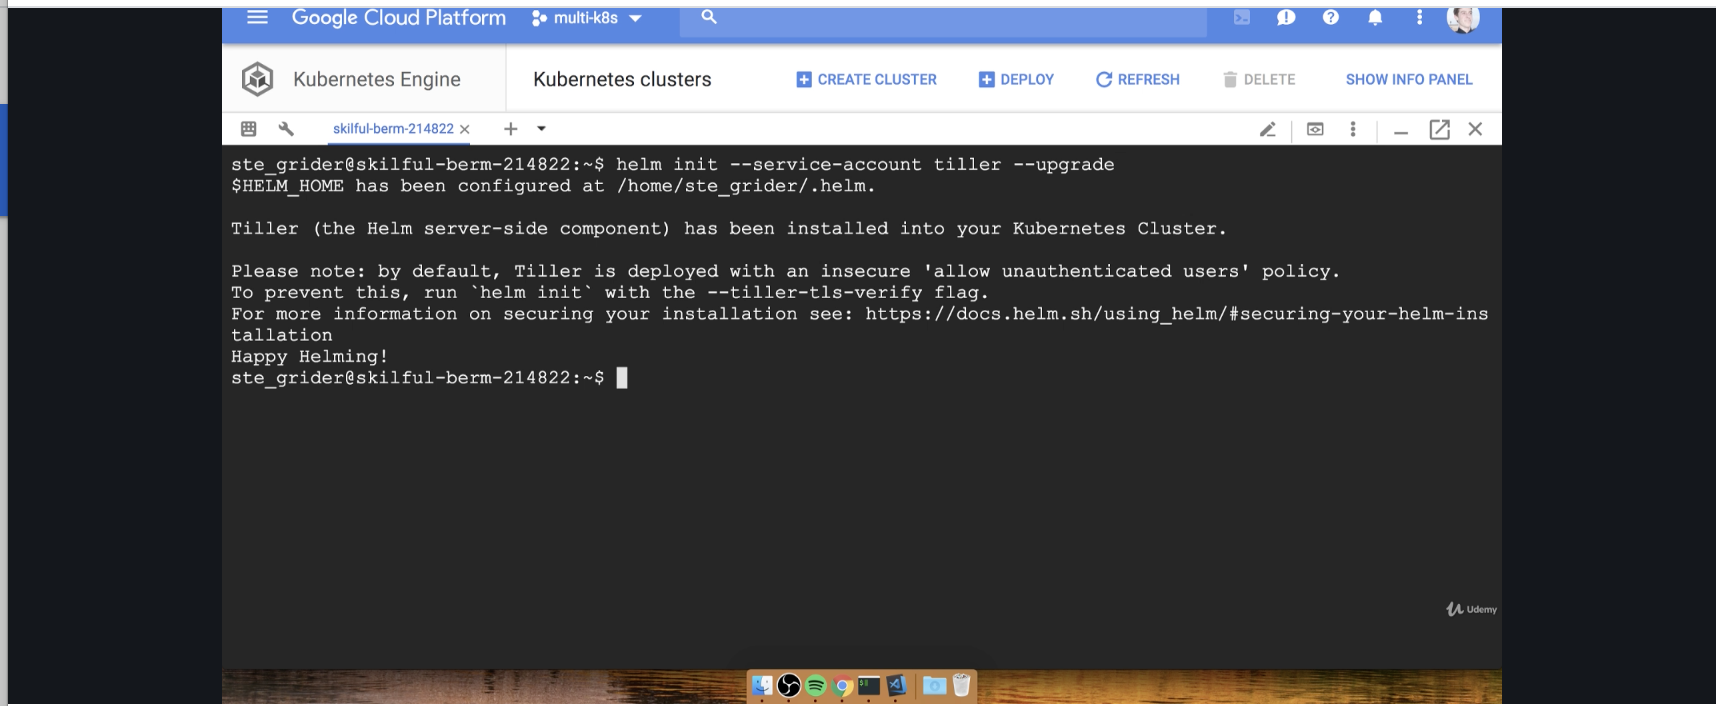 Google Cloud Platform
multi-k8s
Kubernetes Engine
Kubernetes clusters
CREATE CLUSTER
DEPLOY
REFRESH
DELETE
SHOW INFO PANEL
skilful-berm-214822
ste_grider@skilful-berm-214822:~$ helm init --service-account tiller --upgrade
$HELM_HOME has been configured at /home/ste_grider/.helm.
Tiller (the Helm server-side component) has been installed into your Kubernetes Cluster.
Please note: by default, Tiller is deployed with an insecure 'allow unauthenticated users' policy.
To prevent this, run `helm init` with the --tiller-tls-verify flag.
For more information on securing your installation see: https://docs.helm.sh/using_helm/#securing-your-helm-ins
tallation
Happy Helming!
ste_grider@skilful-berm-214822:~$
Udemy